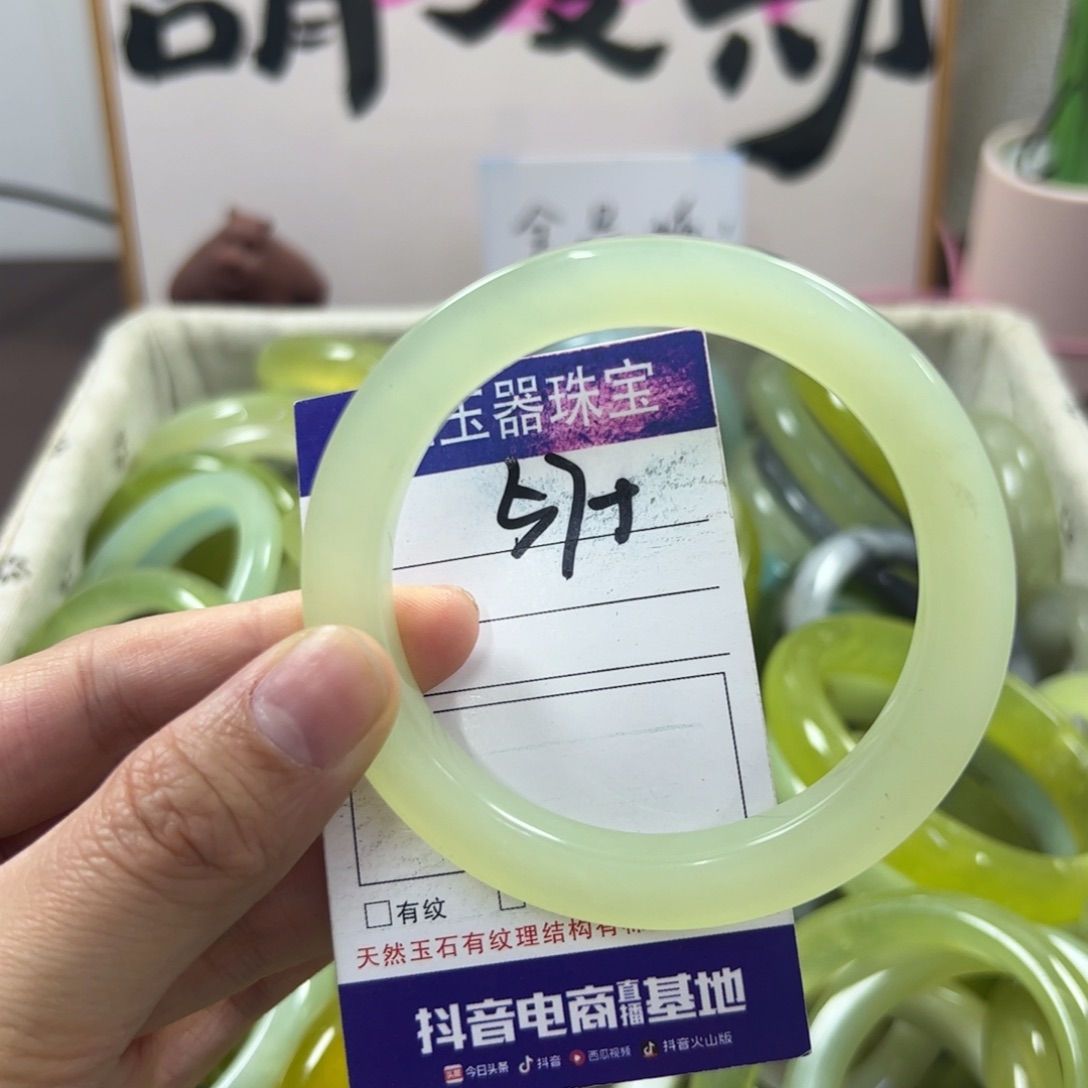 玉器珠宝
57+
有纹
天然玉石有纹理结构有
抖音电商直播基地
今日头条 抖音 西瓜视频 抖音火山版